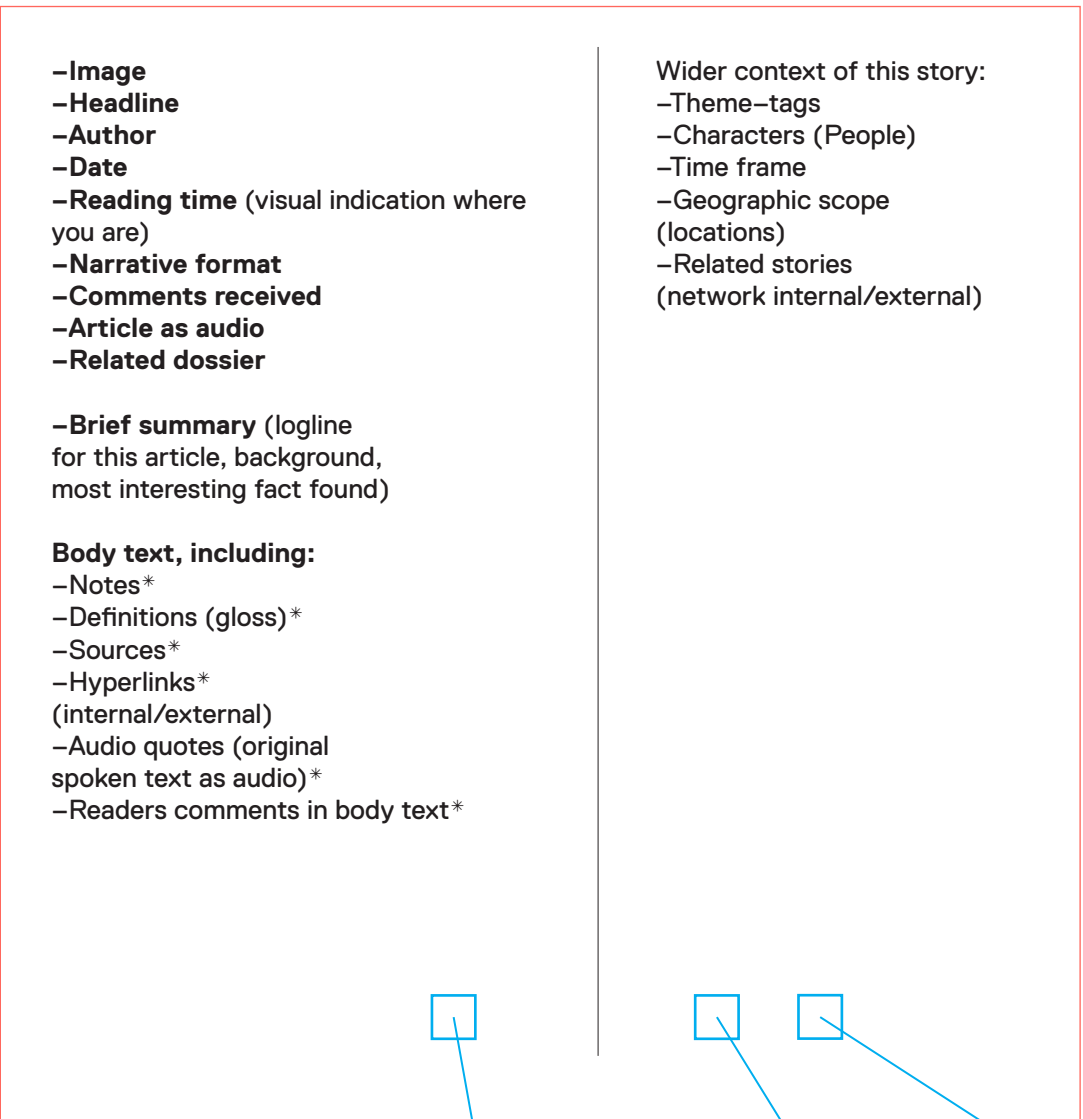 –Image
–Headline
–Author
–Date
–Reading time (visual indication where
you are)
–Narrative format
–Comments received
–Article as audio
–Related dossier
–Brief summary (logline
for this article, background,
most interesting fact found)
Body text, including:
–Notes*
–Definitions (gloss)*
–Sources*
–Hyperlinks*
(internal/external)
–Audio quotes (original
spoken text as audio)*
–Readers comments in body text*
Wider context of this story:
–Theme–tags
–Characters (People)
–Time frame
–Geographic scope
(locations)
–Related stories
(network internal/external)